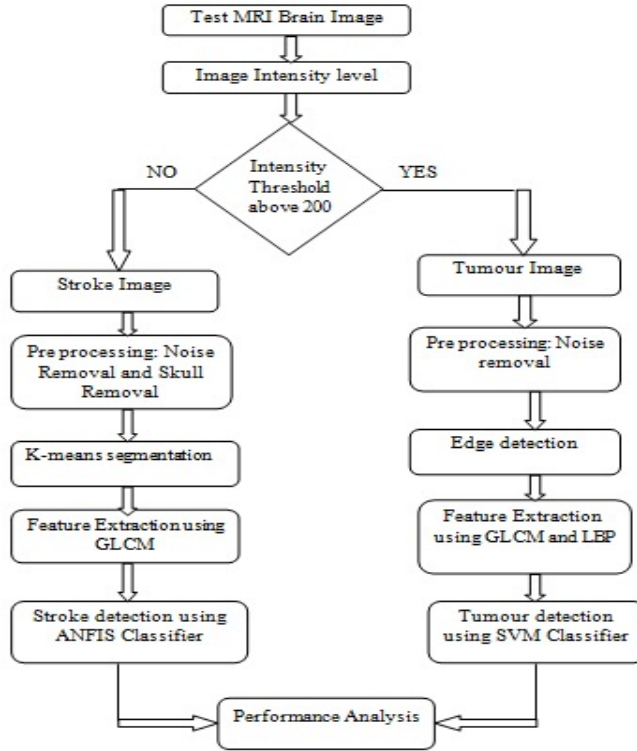 Test MRI Brain Image
Image Intensity level
NO
Intensity
Threshold
above 200
YES
Stroke Image
Pre processing: Noise
Removal and Skull
Removal
K-means segmentation
Feature Extraction using
GLCM
Stroke detection using
ANFIS Classifier
Tumour Image
Pre processing: Noise
removal
Edge detection
Feature Extraction
using GLCM and LBP
Tumour detection
using SVM Classifier
Performance Analysis